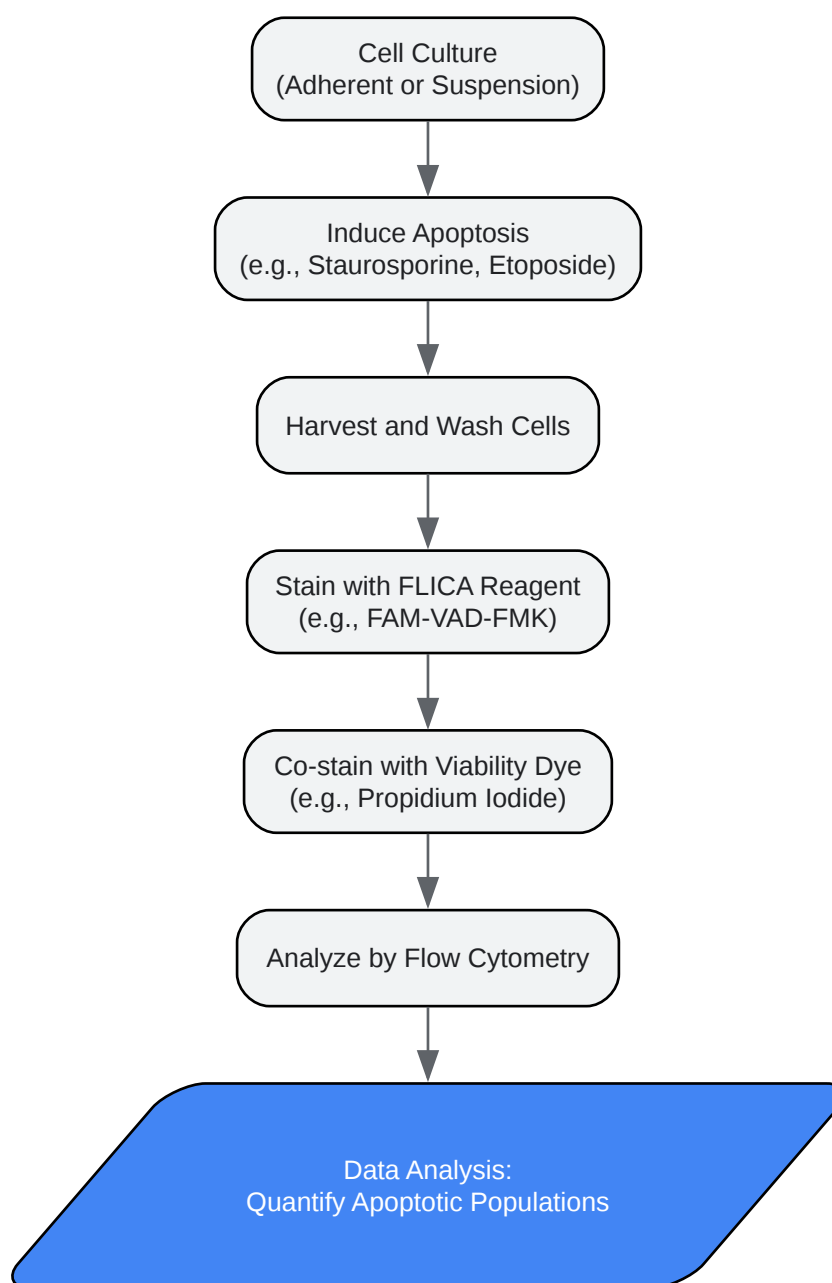 Cell Culture
(Adherent or Suspension)
Induce Apoptosis
(e.g., Staurosporine, Etoposide)
Harvest and Wash Cells
Stain with FLICA Reagent
(e.g., FAM-VAD-FMK)
Co-stain with Viability Dye
(e.g., Propidium Iodide)
Analyze by Flow Cytometry
Data Analysis:
Quantify Apoptotic Populations